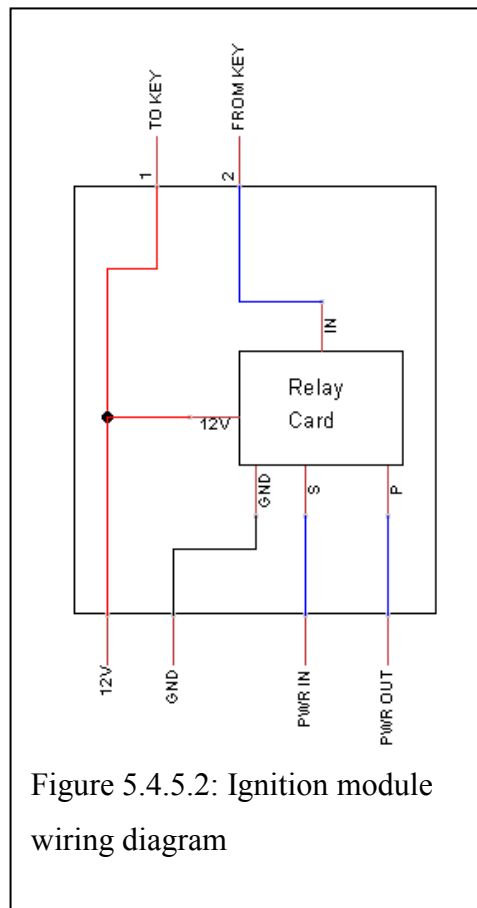 TO KEY
FROM KEY
1
2
IN
Relay
Card
12V
GND
S
P
12V
GND
PWR IN
PWR OUT
Figure 5.4.5.2: Ignition module
wiring diagram